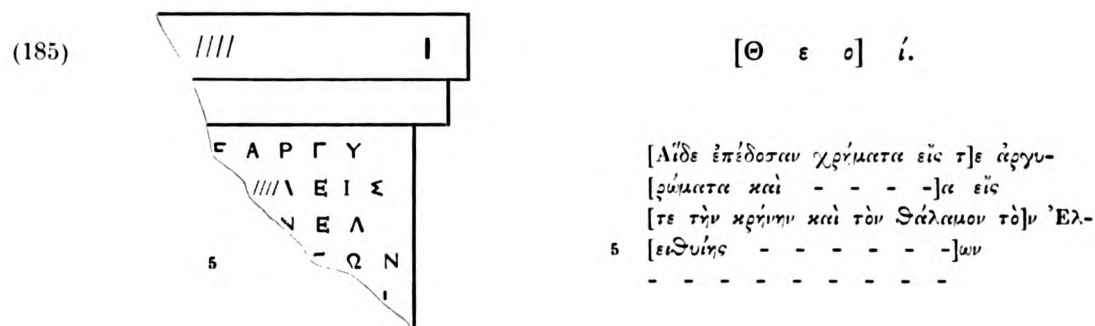 (185)
//// Ι
Ε Α Ρ Γ Υ
//// Λ Ε Ι Σ
Ν Ε Λ
5 Ω Ν
[Θ ε ο] ί.
[Αἵδε ἐπέδοσαν χρήματα εἰς τ]ε ἀργυ-
[ρώματα καὶ - - - -]α εἰς
[τε τὴν κρήνην καὶ τὸν θάλαμον τὸ]ν Ἐλ-
5 [ειθυίης - - - - - -]ων
- - - - - - - - - -